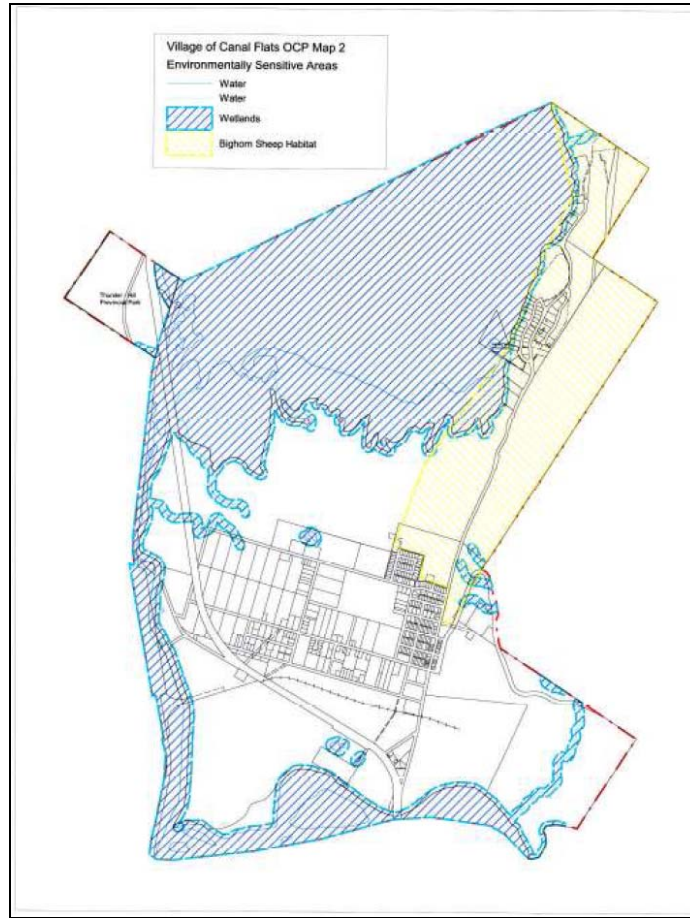 Village of Canal Flats OCP Map 2
Environmentally Sensitive Areas
Water
Water
Wetlands
Bighorn Sheep Habitat
Thunder Hill
Provincial Park